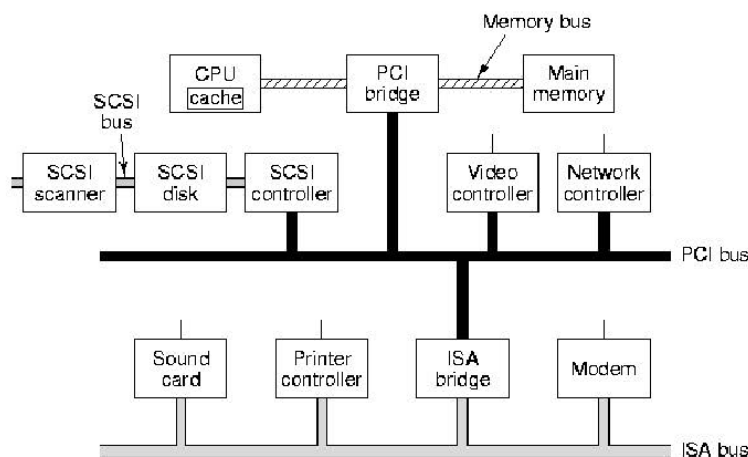 Memory bus
CPU
cache
PCI
bridge
Main
memory
SCSI
bus
SCSI
scanner
SCSI
disk
SCSI
controller
Video
controller
Network
controller
PCI bus
Sound
card
Printer
controller
ISA
bridge
Modem
ISA bus